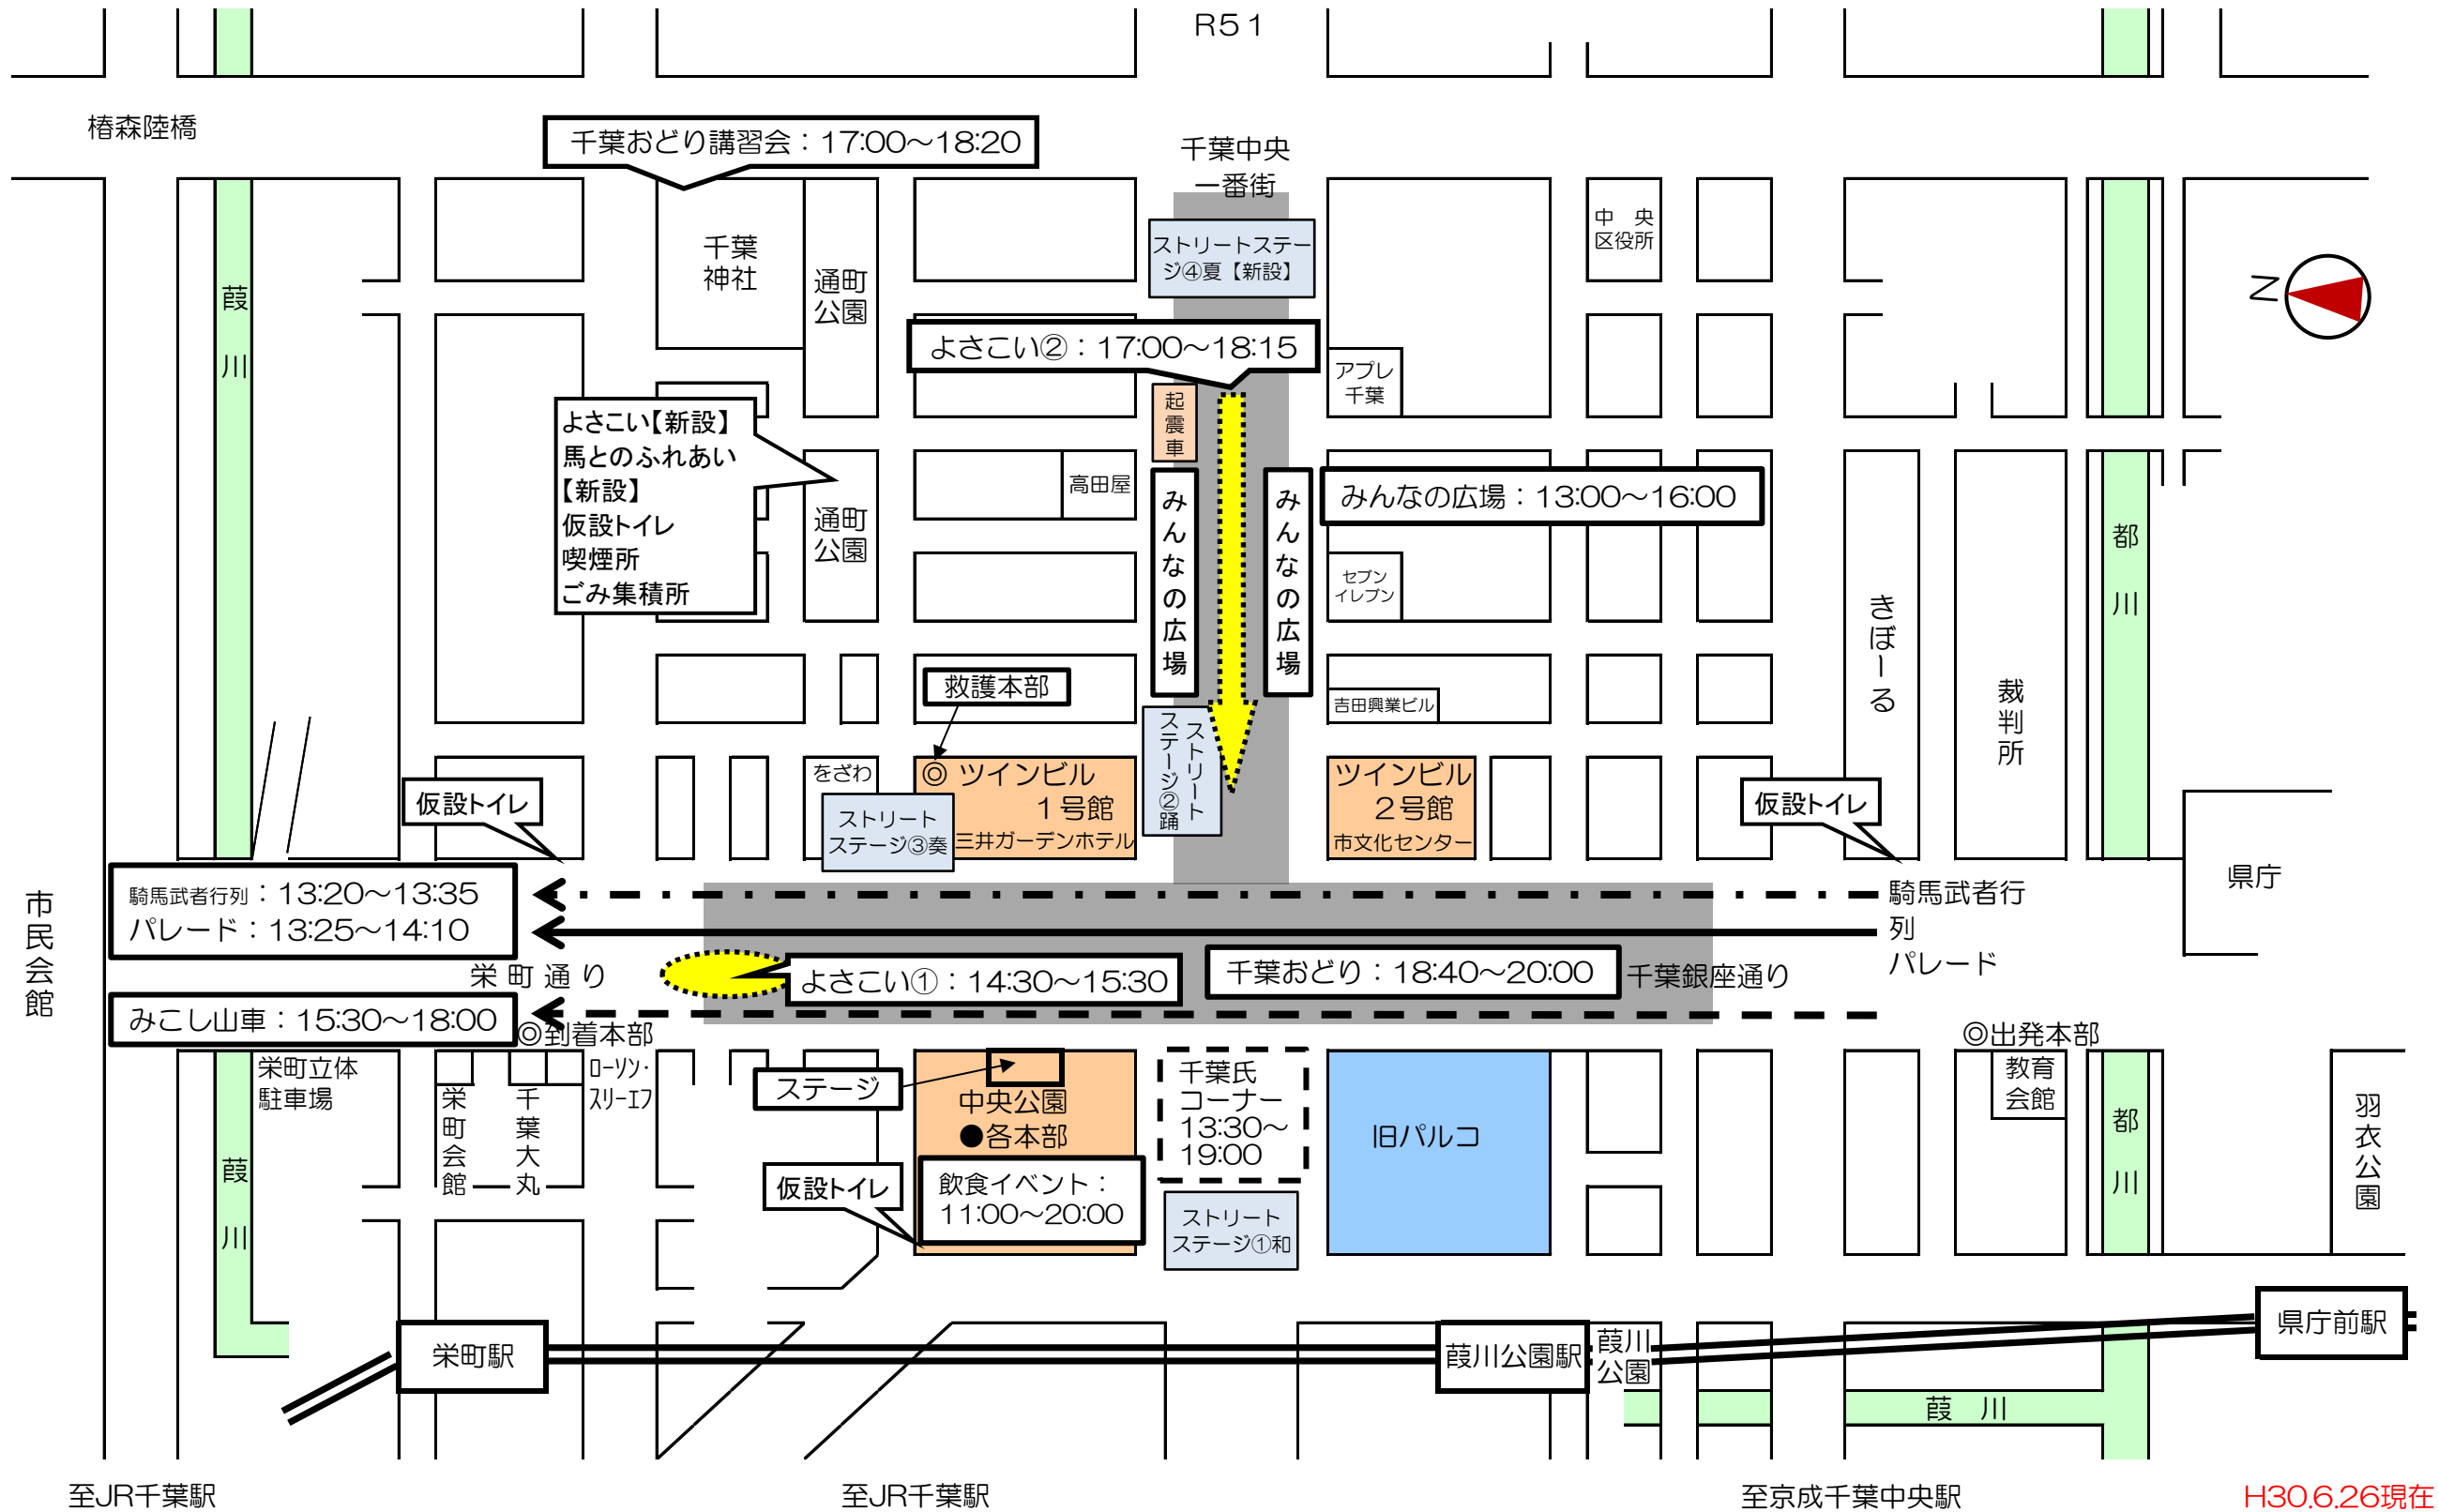 R51
椿森陸橋
千葉おどり講習会：17:00～18:20
千葉中央
一番街
千葉
神社
通町
公園
ストリートステー
ジ④夏【新設】
中　央
区役所
N
葭
川
よさこい②：17:00～18:15
アプレ
千葉
起震車
よさこい【新設】
馬とのふれあい
【新設】
仮設トイレ
喫煙所
ごみ集積所
通町
公園
高田屋
みんなの広場
みんなの広場
みんなの広場：13:00～16:00
セブン
イレブン
都
川
きぼーる
裁判所
救護本部
吉田興業ビル
ストリート
ステージ②踊
をざわ
◎ ツインビル
１号館
三井ガーデンホテル
ストリート
ステージ③奏
ツインビル
２号館
市文化センター
仮設トイレ
仮設トイレ
県庁
市民会館
騎馬武者行列：13:20～13:35
パレード：13:25～14:10
騎馬武者行
列
パレード
栄町通り
よさこい①：14:30～15:30
千葉おどり：18:40～20:00
千葉銀座通り
みこし山車：15:30～18:00
◎到着本部
◎出発本部
栄町立体
駐車場
栄町会館
千葉大丸
ﾛｰｿﾝ・
ｽﾘｰｴﾌ
ステージ
中央公園
●各本部
飲食イベント：
11:00～20:00
仮設トイレ
千葉氏
コーナー
13:30～
19:00
ストリート
ステージ①和
旧パルコ
教育
会館
都
川
羽衣公園
葭
川
栄町駅
葭川公園駅
葭川
公園
県庁前駅
葭　川
至JR千葉駅
至JR千葉駅
至京成千葉中央駅
H30.6.26現在